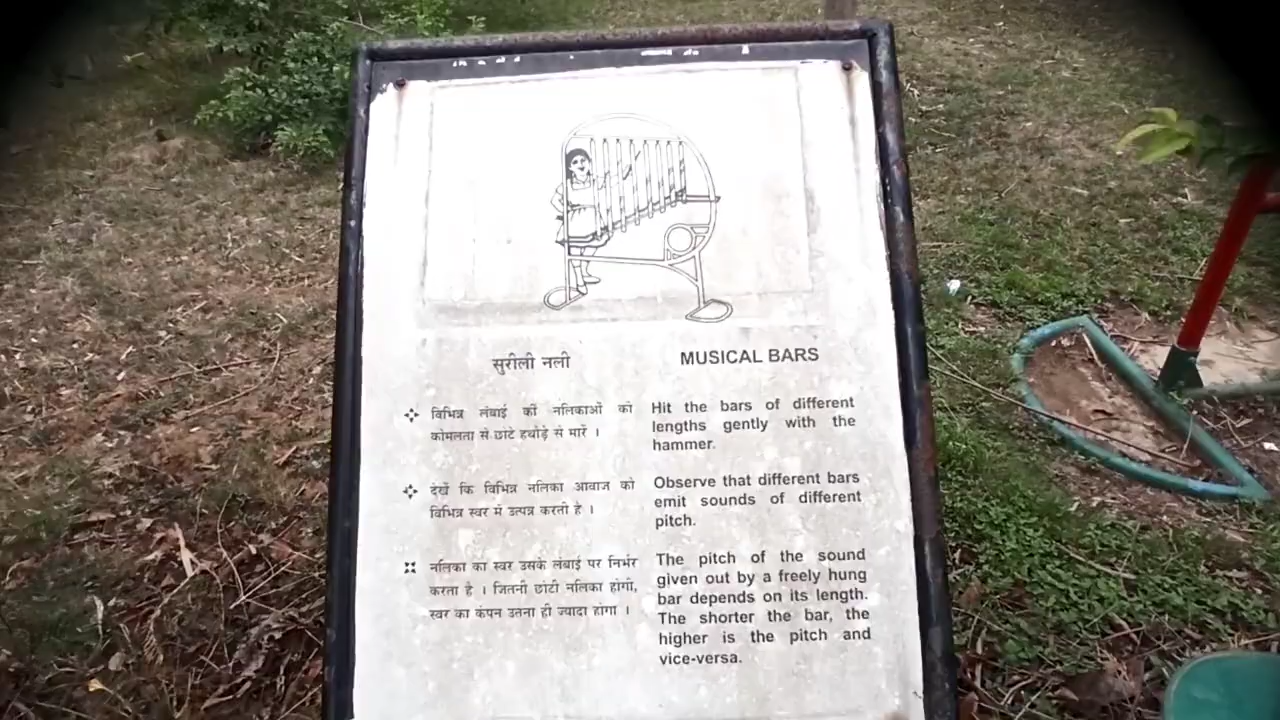 सुरीली नली
विभिन्न लंबाई की नलिकाओं को
कोमलता से छोटे हथौड़े से मारें ।
देखें कि विभिन्न नलिका आवाज को
विभिन्न स्वर में उत्पन्न करती है ।
नलिका का स्वर उसके लंबाई पर निर्भर
करता है । जितनी छोटी नलिका होगी,
स्वर का कंपन उतना ही ज्यादा होगा ।
MUSICAL BARS
Hit the bars of different
lengths gently with the
hammer.
Observe that different bars
emit sounds of different
pitch.
The pitch of the sound
given out by a freely hung
bar depends on its length.
The shorter the bar, the
higher is the pitch and
vice-versa.